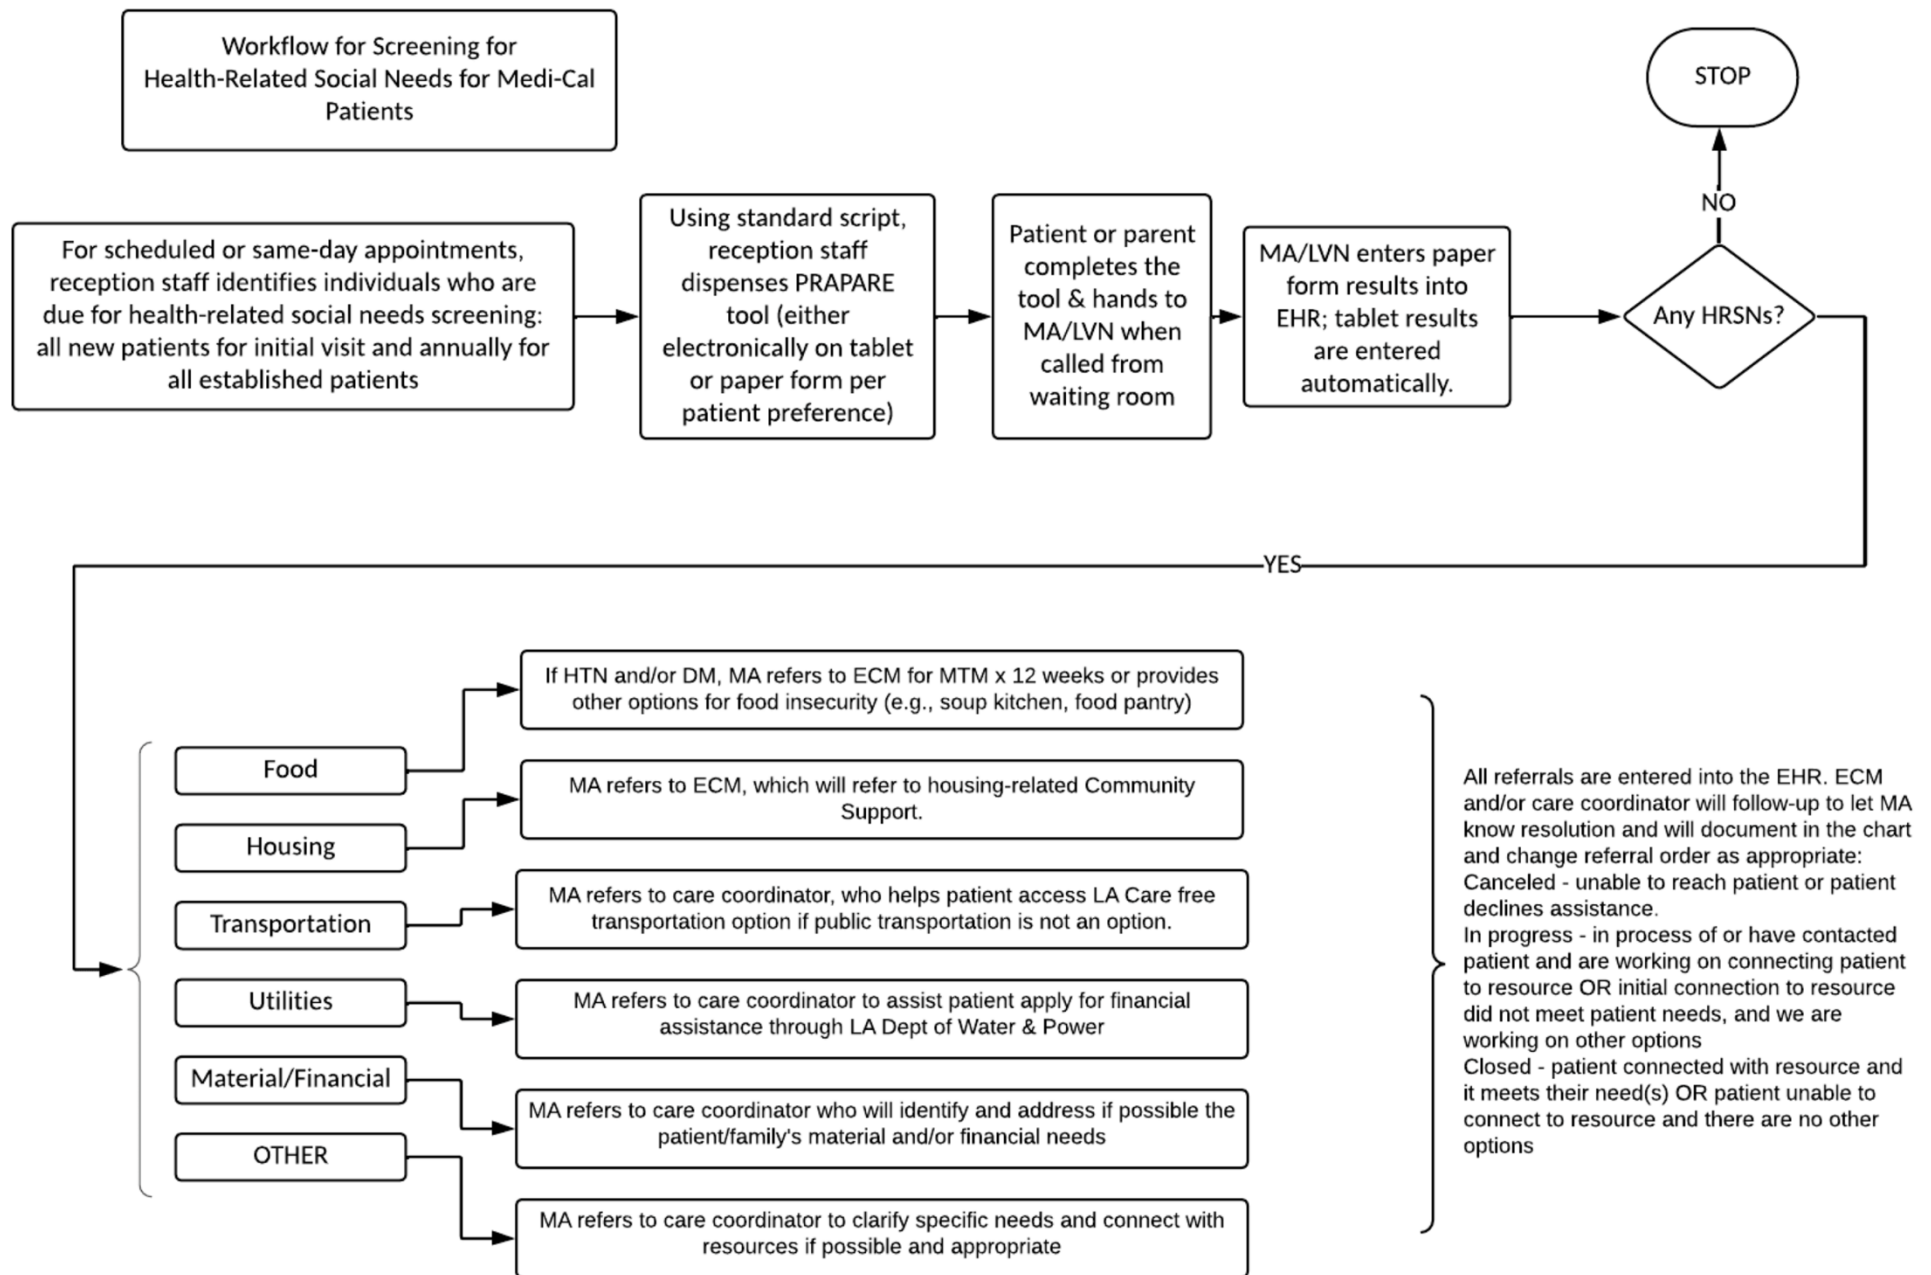 Workflow for Screening for
Health-Related Social Needs for Medi-Cal
Patients
STOP
NO
For scheduled or same-day appointments,
reception staff identifies individuals who are
due for health-related social needs screening:
all new patients for initial visit and annually for
all established patients
Using standard script,
reception staff
dispenses PRAPARE
tool (either
electronically on tablet
or paper form per
patient preference)
Patient or parent
completes the
tool & hands to
MA/LVN when
called from
waiting room
MA/LVN enters paper
form results into
EHR; tablet results
are entered
automatically.
Any HRSNs?
YES
Food
If HTN and/or DM, MA refers to ECM for MTM x 12 weeks or provides
other options for food insecurity (e.g., soup kitchen, food pantry)
Housing
MA refers to ECM, which will refer to housing-related Community
Support.
Transportation
MA refers to care coordinator, who helps patient access LA Care free
transportation option if public transportation is not an option.
Utilities
MA refers to care coordinator to assist patient apply for financial
assistance through LA Dept of Water & Power
Material/Financial
MA refers to care coordinator who will identify and address if possible the
patient/family's material and/or financial needs
OTHER
MA refers to care coordinator to clarify specific needs and connect with
resources if possible and appropriate
All referrals are entered into the EHR. ECM
and/or care coordinator will follow-up to let MA
know resolution and will document in the chart
and change referral order as appropriate:
Canceled - unable to reach patient or patient
declines assistance.
In progress - in process of or have contacted
patient and are working on connecting patient
to resource OR initial connection to resource
did not meet patient needs, and we are
working on other options
Closed - patient connected with resource and
it meets their need(s) OR patient unable to
connect to resource and there are no other
options